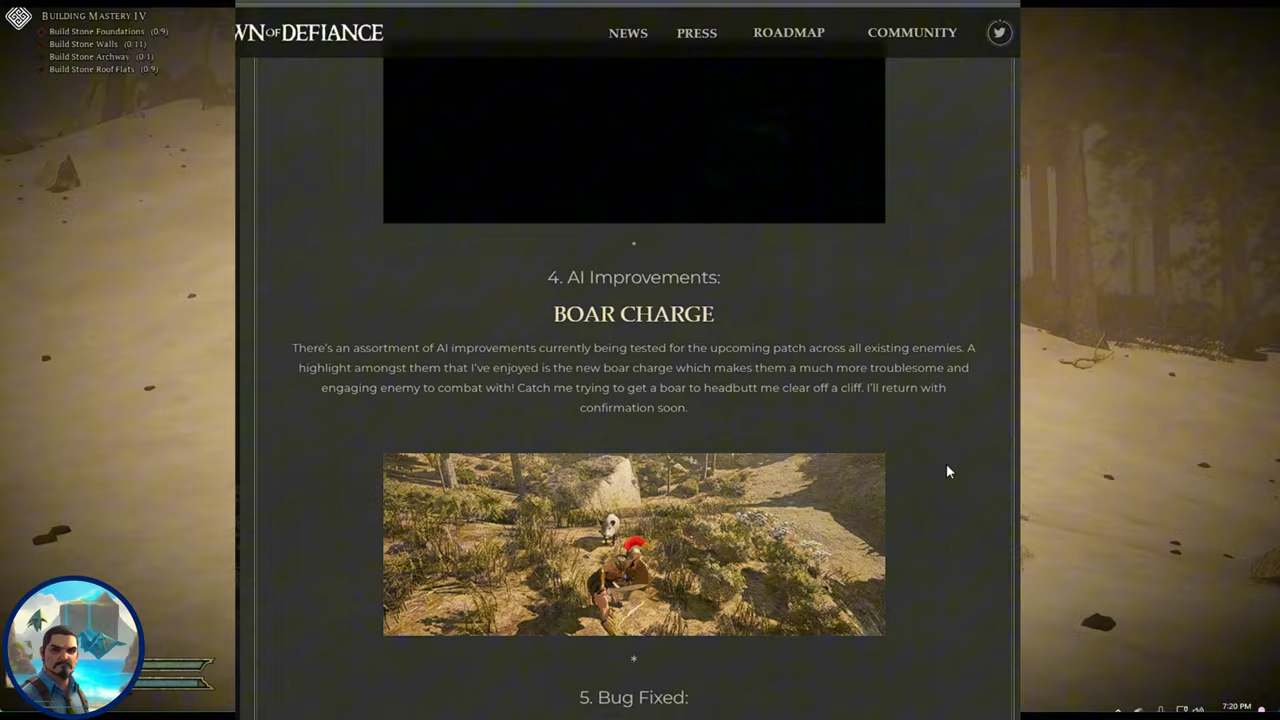 BUILDING MASTERY IV
Build Stone Foundations (0/9)
Build Stone Walls (0/11)
Build Stone Archway (0/1)
Build Stone Roof Flats (0/9)
WN OF DEFIANCE
NEWS PRESS ROADMAP COMMUNITY
*
4. AI Improvements:
BOAR CHARGE
There's an assortment of AI improvements currently being tested for the upcoming patch across all existing enemies. A
highlight amongst them that I've enjoyed is the new boar charge which makes them a much more troublesome and
engaging enemy to combat with! Catch me trying to get a boar to headbutt me clear off a cliff. I'll return with
confirmation soon.
*
5. Bug Fixed:
7:20 PM